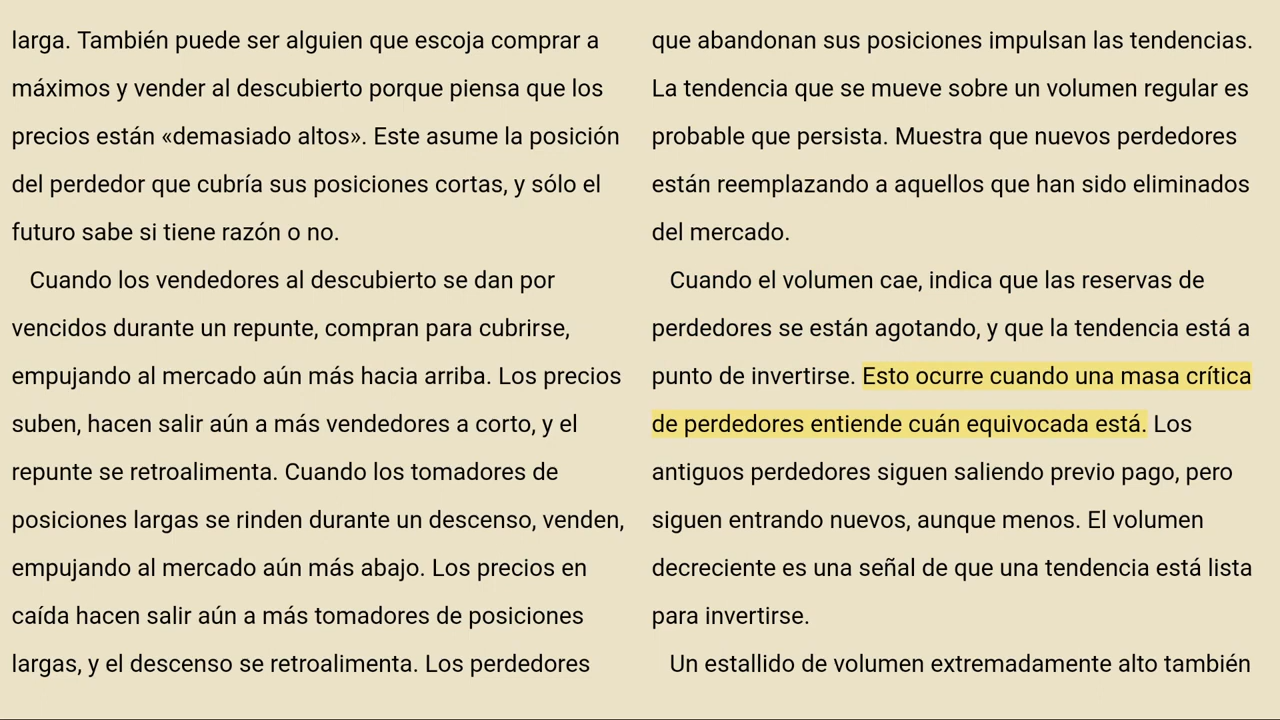 larga. También puede ser alguien que escoja comprar a
máximos y vender al descubierto porque piensa que los
precios están «demasiado altos». Este asume la posición
del perdedor que cubría sus posiciones cortas, y sólo el
futuro sabe si tiene razón o no.
Cuando los vendedores al descubierto se dan por
vencidos durante un repunte, compran para cubrirse,
empujando al mercado aún más hacia arriba. Los precios
suben, hacen salir aún a más vendedores a corto, y el
repunte se retroalimenta. Cuando los tomadores de
posiciones largas se rinden durante un descenso, venden,
empujando al mercado aún más abajo. Los precios en
caída hacen salir aún a más tomadores de posiciones
largas, y el descenso se retroalimenta. Los perdedores
que abandonan sus posiciones impulsan las tendencias.
La tendencia que se mueve sobre un volumen regular es
probable que persista. Muestra que nuevos perdedores
están reemplazando a aquellos que han sido eliminados
del mercado.
Cuando el volumen cae, indica que las reservas de
perdedores se están agotando, y que la tendencia está a
punto de invertirse. Esto ocurre cuando una masa crítica
de perdedores entiende cuán equivocada está. Los
antiguos perdedores siguen saliendo previo pago, pero
siguen entrando nuevos, aunque menos. El volumen
decreciente es una señal de que una tendencia está lista
para invertirse.
Un estallido de volumen extremadamente alto también